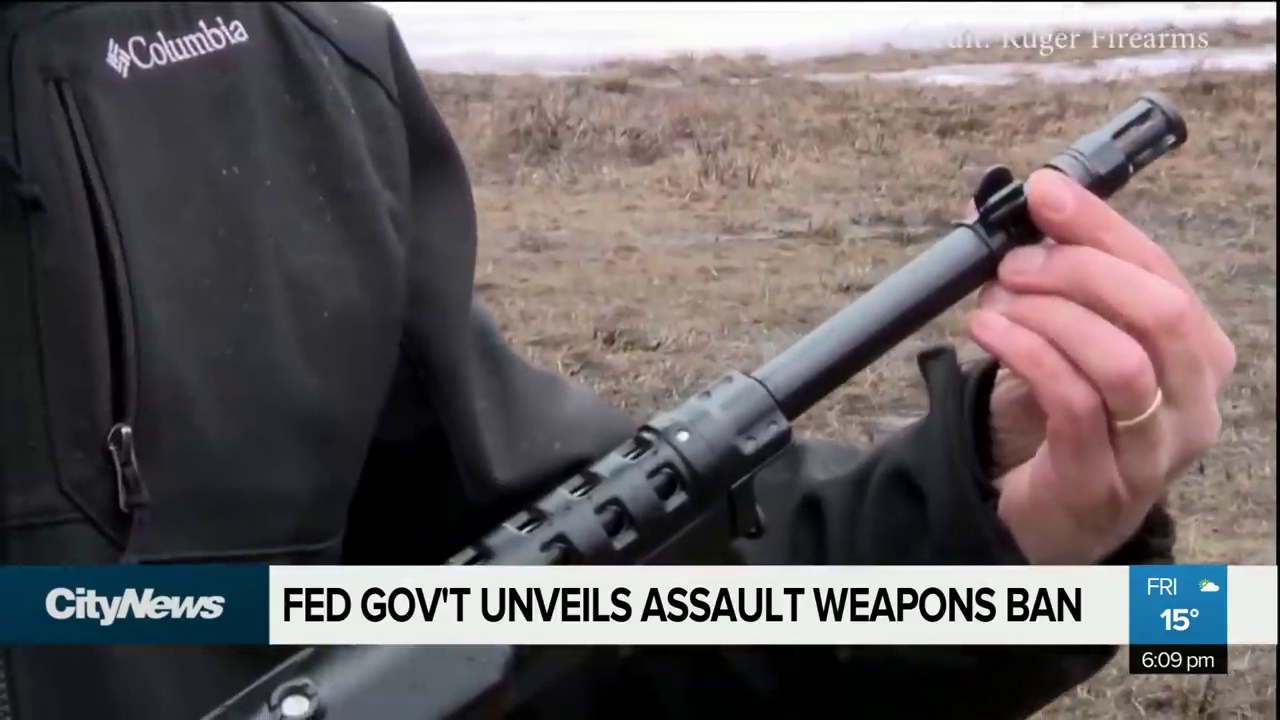 Columbia
Ruger Firearms
CityNews
FED GOV'T UNVEILS ASSAULT WEAPONS BAN
FRI
15°
6:09 pm